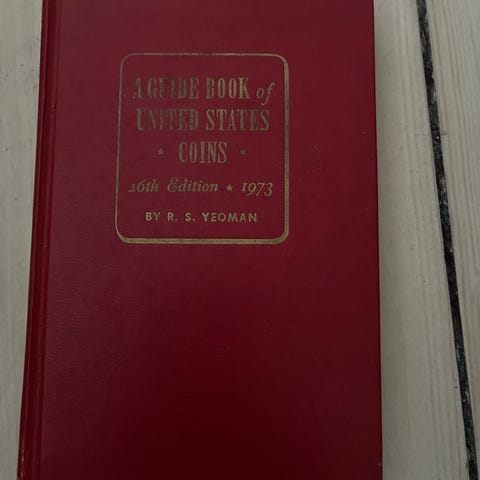 A GUIDE BOOK of
UNITED STATES
* COINS *
26th Edition * 1973
BY R. S. YEOMAN